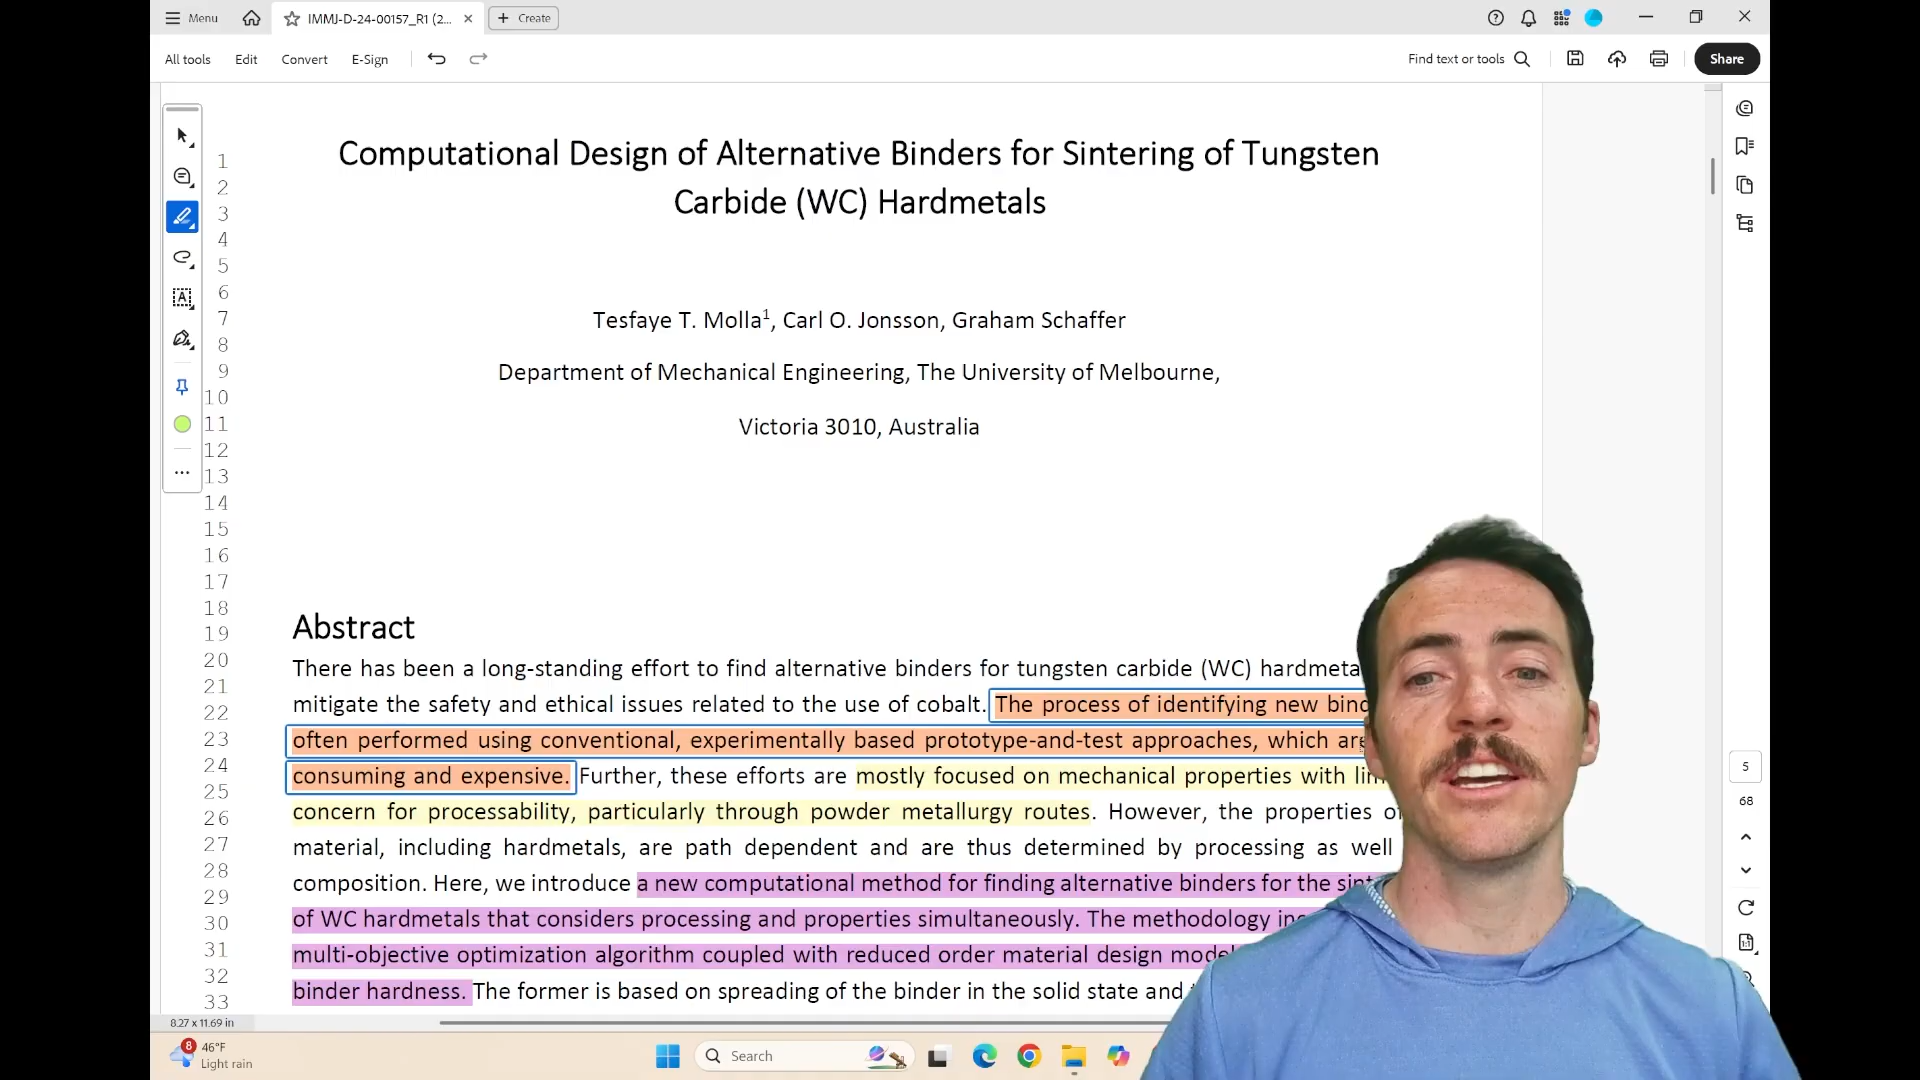 Menu
IMMJ-D-24-00157_R1 (2...
Create
All tools
Edit
Convert
E-Sign
Find text or tools
Share
Computational Design of Alternative Binders for Sintering of Tungsten
Carbide (WC) Hardmetals
Tesfaye T. Molla1, Carl O. Jonsson, Graham Schaffer
Department of Mechanical Engineering, The University of Melbourne,
Victoria 3010, Australia
1
2
3
4
5
6
7
8
9
10
11
12
13
14
15
16
17
18
19
20
21
22
23
24
25
26
27
28
29
30
31
32
33
Abstract
There has been a long-standing effort to find alternative binders for tungsten carbide (WC)
mitigate the safety and ethical issues related to the use of cobalt. The process of identifying new
often performed using conventional, experimentally based prototype-and-test approaches, which
consuming and expensive. Further, these efforts are mostly focused on mechanical properties with
concern for processability, particularly through powder metallurgy routes. However, the properties
material, including hardmetals, are path dependent and are thus determined by processing as well
composition. Here, we introduce a new computational method for finding alternative binders for the
of WC hardmetals that considers processing and properties simultaneously. The methodology
multi-objective optimization algorithm coupled with reduced order material design
binder hardness. The former is based on spreading of the binder in the solid state and
5
68
8.27 x 11.69 in
8
46°F
Light rain
Search